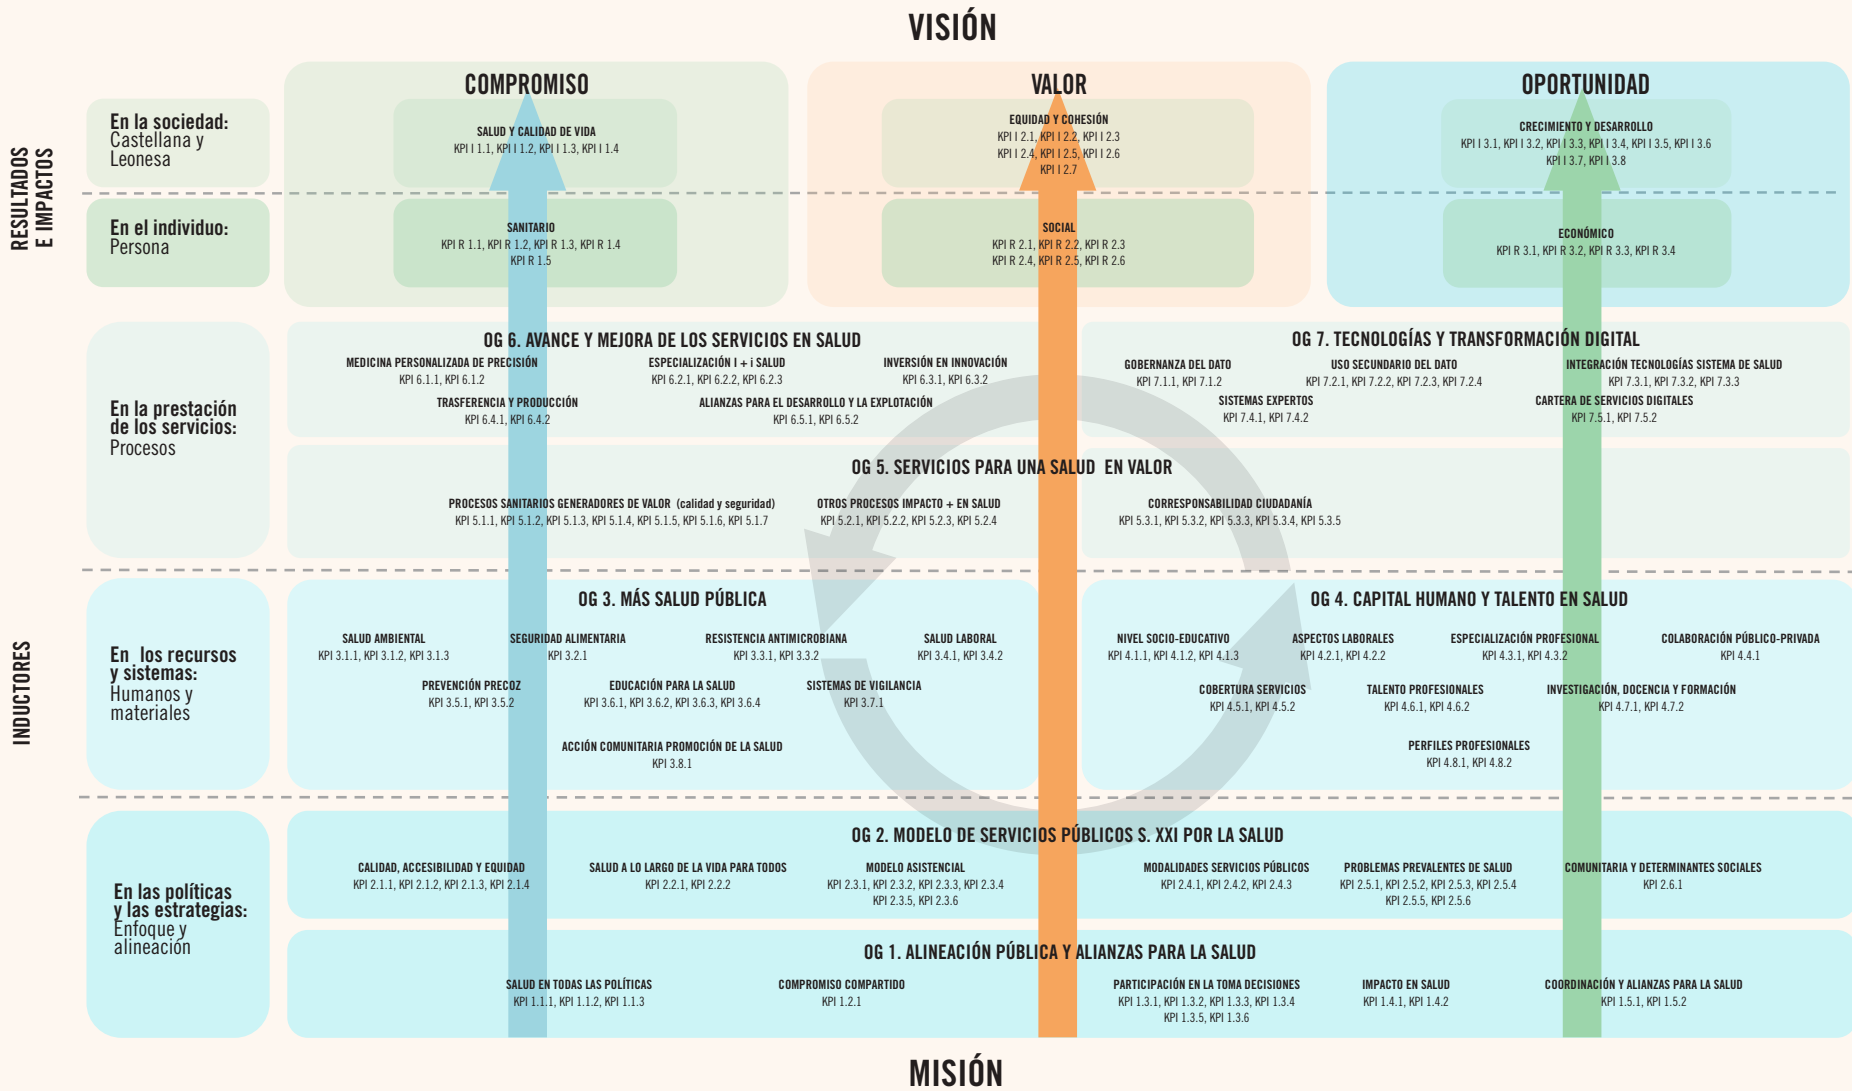 VISIÓN
RESULTADOS
E IMPACTOS
En la sociedad:
Castellana y
Leonesa
COMPROMISO
SALUD Y CALIDAD DE VIDA
KPI I 1.1, KPI I 1.2, KPI I 1.3, KPI I 1.4
VALOR
EQUIDAD Y COHESIÓN
KPI I 2.1, KPI I 2.2, KPI I 2.3
KPI I 2.4, KPI I 2.5, KPI I 2.6
KPI I 2.7
OPORTUNIDAD
CRECIMIENTO Y DESARROLLO
KPI I 3.1, KPI I 3.2, KPI I 3.3, KPI I 3.4, KPI I 3.5, KPI I 3.6
KPI I 3.7, KPI I 3.8
En el individuo:
Persona
SANITARIO
KPI R 1.1, KPI R 1.2, KPI R 1.3, KPI R 1.4
KPI R 1.5
SOCIAL
KPI R 2.1, KPI R 2.2, KPI R 2.3
KPI R 2.4, KPI R 2.5, KPI R 2.6
ECONÓMICO
KPI R 3.1, KPI R 3.2, KPI R 3.3, KPI R 3.4
INDUCTORES
En la prestación
de los servicios:
Procesos
OG 6. AVANCE Y MEJORA DE LOS SERVICIOS EN SALUD
MEDICINA PERSONALIZADA DE PRECISIÓN
KPI 6.1.1, KPI 6.1.2
ESPECIALIZACIÓN I + i SALUD
KPI 6.2.1, KPI 6.2.2, KPI 6.2.3
INVERSIÓN EN INNOVACIÓN
KPI 6.3.1, KPI 6.3.2
TRASFERENCIA Y PRODUCCIÓN
KPI 6.4.1, KPI 6.4.2
ALIANZAS PARA EL DESARROLLO Y LA EXPLOTACIÓN
KPI 6.5.1, KPI 6.5.2
OG 7. TECNOLOGÍAS Y TRANSFORMACIÓN DIGITAL
GOBERNANZA DEL DATO
KPI 7.1.1, KPI 7.1.2
USO SECUNDARIO DEL DATO
KPI 7.2.1, KPI 7.2.2, KPI 7.2.3, KPI 7.2.4
INTEGRACIÓN TECNOLOGÍAS SISTEMA DE SALUD
KPI 7.3.1, KPI 7.3.2, KPI 7.3.3
SISTEMAS EXPERTOS
KPI 7.4.1, KPI 7.4.2
CARTERA DE SERVICIOS DIGITALES
KPI 7.5.1, KPI 7.5.2
OG 5. SERVICIOS PARA UNA SALUD EN VALOR
PROCESOS SANITARIOS GENERADORES DE VALOR (calidad y seguridad)
KPI 5.1.1, KPI 5.1.2, KPI 5.1.3, KPI 5.1.4, KPI 5.1.5, KPI 5.1.6, KPI 5.1.7
OTROS PROCESOS IMPACTO + EN SALUD
KPI 5.2.1, KPI 5.2.2, KPI 5.2.3, KPI 5.2.4
CORRESPONSABILIDAD CIUDADANÍA
KPI 5.3.1, KPI 5.3.2, KPI 5.3.3, KPI 5.3.4, KPI 5.3.5
En los recursos
y sistemas:
Humanos y
materiales
OG 3. MÁS SALUD PÚBLICA
SALUD AMBIENTAL
KPI 3.1.1, KPI 3.1.2, KPI 3.1.3
SEGURIDAD ALIMENTARIA
KPI 3.2.1
RESISTENCIA ANTIMICROBIANA
KPI 3.3.1, KPI 3.3.2
SALUD LABORAL
KPI 3.4.1, KPI 3.4.2
PREVENCIÓN PRECOZ
KPI 3.5.1, KPI 3.5.2
EDUCACIÓN PARA LA SALUD
KPI 3.6.1, KPI 3.6.2, KPI 3.6.3, KPI 3.6.4
SISTEMAS DE VIGILANCIA
KPI 3.7.1
ACCIÓN COMUNITARIA PROMOCIÓN DE LA SALUD
KPI 3.8.1
OG 4. CAPITAL HUMANO Y TALENTO EN SALUD
NIVEL SOCIO-EDUCATIVO
KPI 4.1.1, KPI 4.1.2, KPI 4.1.3
ASPECTOS LABORALES
KPI 4.2.1, KPI 4.2.2
ESPECIALIZACIÓN PROFESIONAL
KPI 4.3.1, KPI 4.3.2
COLABORACIÓN PÚBLICO-PRIVADA
KPI 4.4.1
COBERTURA SERVICIOS
KPI 4.5.1, KPI 4.5.2
TALENTO PROFESIONALES
KPI 4.6.1, KPI 4.6.2
INVESTIGACIÓN, DOCENCIA Y FORMACIÓN
KPI 4.7.1, KPI 4.7.2
PERFILES PROFESIONALES
KPI 4.8.1, KPI 4.8.2
En las políticas
y las estrategias:
Enfoque y
alineación
OG 2. MODELO DE SERVICIOS PÚBLICOS S. XXI POR LA SALUD
CALIDAD, ACCESIBILIDAD Y EQUIDAD
KPI 2.1.1, KPI 2.1.2, KPI 2.1.3, KPI 2.1.4
SALUD A LO LARGO DE LA VIDA PARA TODOS
KPI 2.2.1, KPI 2.2.2
MODELO ASISTENCIAL
KPI 2.3.1, KPI 2.3.2, KPI 2.3.3, KPI 2.3.4
KPI 2.3.5, KPI 2.3.6
MODALIDADES SERVICIOS PÚBLICOS
KPI 2.4.1, KPI 2.4.2, KPI 2.4.3
PROBLEMAS PREVALENTES DE SALUD
KPI 2.5.1, KPI 2.5.2, KPI 2.5.3, KPI 2.5.4
KPI 2.5.5, KPI 2.5.6
COMUNITARIA Y DETERMINANTES SOCIALES
KPI 2.6.1
OG 1. ALINEACIÓN PÚBLICA Y ALIANZAS PARA LA SALUD
SALUD EN TODAS LAS POLÍTICAS
KPI 1.1.1, KPI 1.1.2, KPI 1.1.3
COMPROMISO COMPARTIDO
KPI 1.2.1
PARTICIPACIÓN EN LA TOMA DECISIONES
KPI 1.3.1, KPI 1.3.2, KPI 1.3.3, KPI 1.3.4
KPI 1.3.5, KPI 1.3.6
IMPACTO EN SALUD
KPI 1.4.1, KPI 1.4.2
COORDINACIÓN Y ALIANZAS PARA LA SALUD
KPI 1.5.1, KPI 1.5.2
MISIÓN